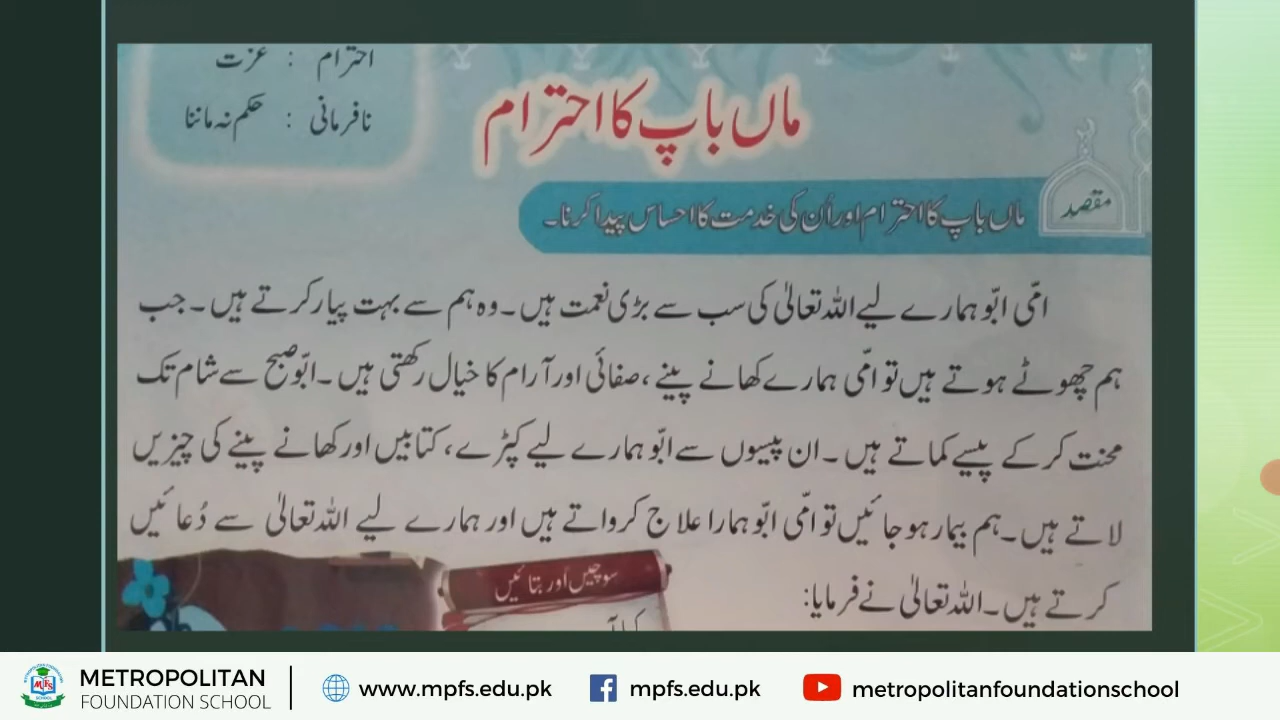 احترام : عزت
نافرمانی : حکم نہ ماننا
ماں باپ کا احترام
مقصد
ماں باپ کا احترام اور اُن کی خدمت کا احساس پیدا کرنا۔
امّی ابّو ہمارے لیے اللہ تعالیٰ کی سب سے بڑی نعمت ہیں۔ وہ ہم سے بہت پیار کرتے ہیں۔ جب
ہم چھوٹے ہوتے ہیں تو امّی ہمارے کھانے پینے، صفائی اور آرام کا خیال رکھتی ہیں۔ ابّو صبح سے شام تک
محنت کر کے پیسے کماتے ہیں۔ ان پیسوں سے ابّو ہمارے لیے کپڑے، کتابیں اور کھانے پینے کی چیزیں
لاتے ہیں۔ ہم بیمار ہو جائیں تو امّی ابّو ہمارا علاج کرواتے ہیں اور ہمارے لیے اللہ تعالیٰ سے دُعائیں
کرتے ہیں۔ اللہ تعالیٰ نے فرمایا:
سوچیں اور بتائیں
METROPOLITAN
FOUNDATION SCHOOL
www.mpfs.edu.pk
mpfs.edu.pk
metropolitanfoundationschool